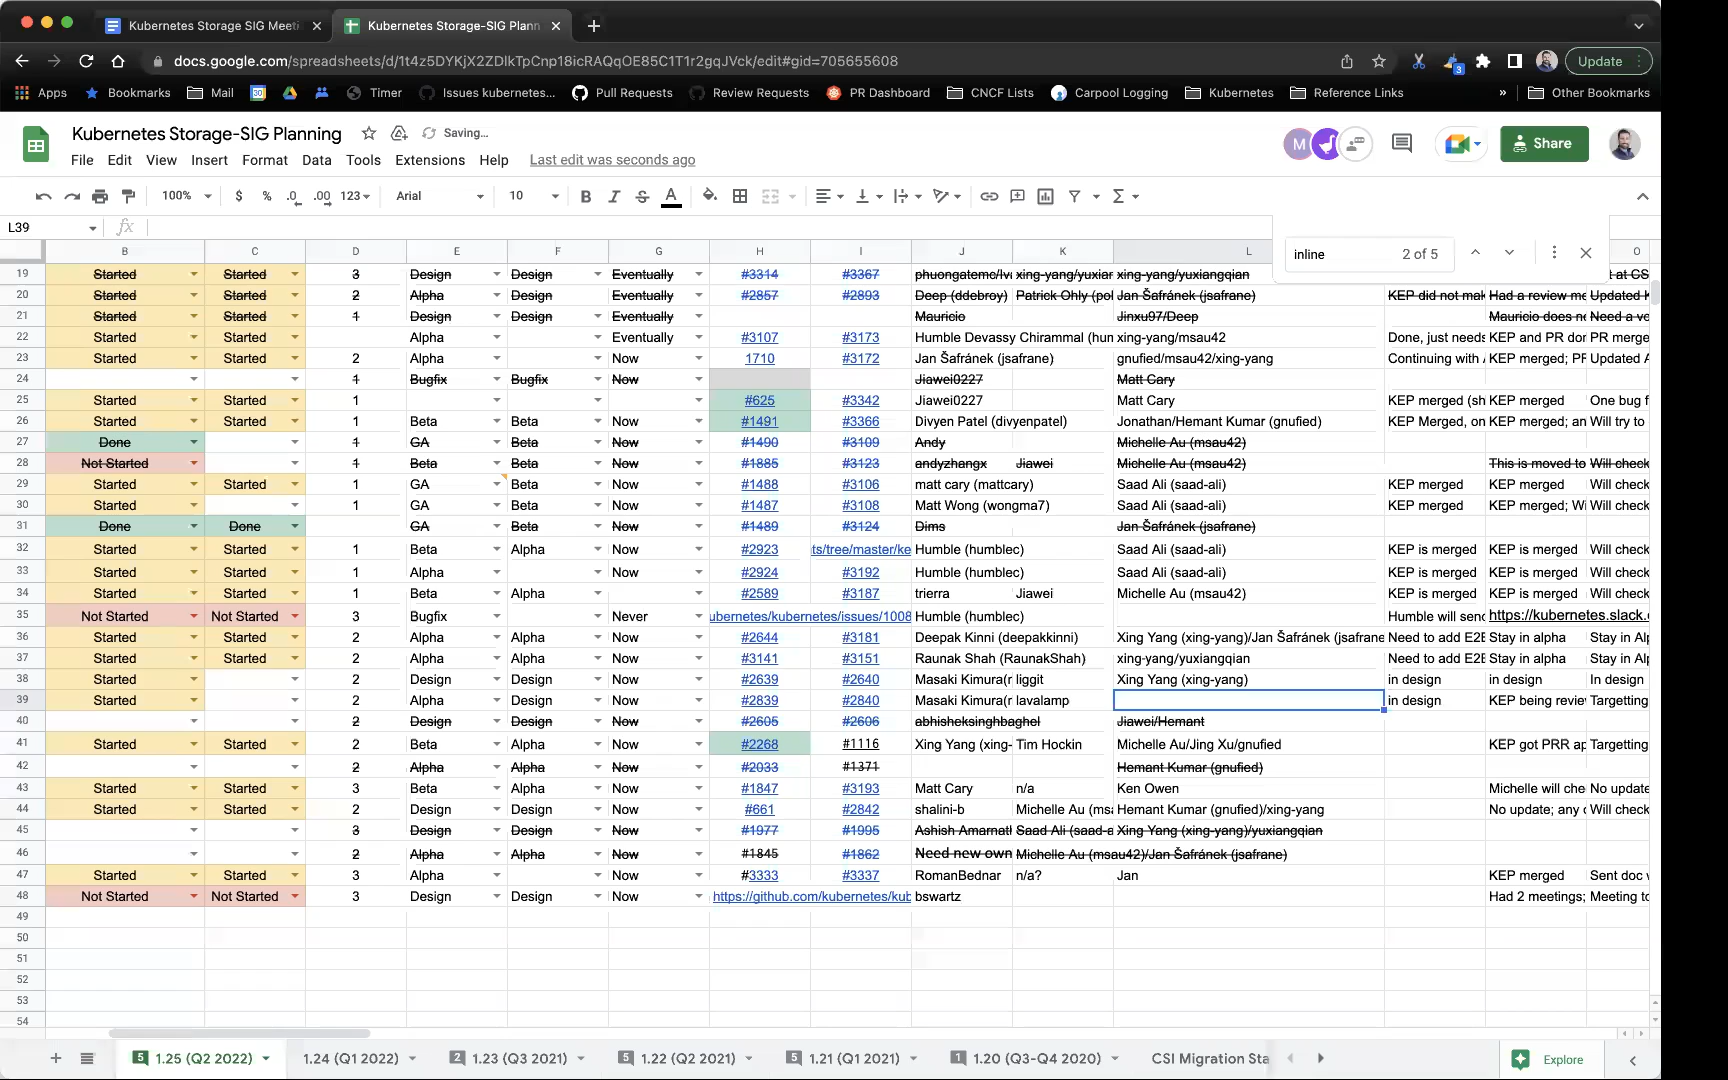 Kubernetes Storage SIG Meeti
Kubernetes Storage-SIG Plann
docs.google.com/spreadsheets/d/1t4z5DYKjX2ZDlkTpCnp18icRAQqOE85C1T1r2gqJVck/edit#gid=705655608
3
Update
Apps Bookmarks Mail 30 Timer Issues kubernetes... Pull Requests Review Requests PR Dashboard CNCF Lists Carpool Logging Kubernetes Reference Links » Other Bookmarks
Kubernetes Storage-SIG Planning Saving...
M
Share
File Edit View Insert Format Data Tools Extensions Help Last edit was seconds ago
100% $ % .0 .00 123 Arial 10 B I S A
L39 fx
inline 2 of 5
B C D E F G H I J K L O
19 Started Started 3 Design Design Eventually #3314 #3367 phuongatemc/lv xing-yang/yuxiar xing-yang/yuxiangqian t at CS
20 Started Started 2 Alpha Design Eventually #2857 #2893 Deep (ddebroy) Patrick Ohly (pol Jan Šafránek (jsafrane) KEP did not mak Had a review me Updated K
21 Started Started 1 Design Design Eventually Mauricio Jinxu97/Deep Mauricio does no Need a vo
22 Started Started Alpha Eventually #3107 #3173 Humble Devassy Chirammal (hum xing-yang/msau42 Done, just needs KEP and PR don PR merge
23 Started Started 2 Alpha Now 1710 #3172 Jan Šafránek (jsafrane) gnufied/msau42/xing-yang Continuing with A KEP merged; PR Updated A
24 1 Bugfix Bugfix Now Jiawei0227 Matt Cary
25 Started Started 1 Now #625 #3342 Jiawei0227 Matt Cary KEP merged (sh KEP merged One bug f
26 Started Started 1 Beta Beta Now #1491 #3366 Divyen Patel (divyenpatel) Jonathan/Hemant Kumar (gnufied) KEP Merged, on KEP merged; an Will try to
27 Done 1 GA Beta Now #1490 #3109 Andy Michelle Au (msau42)
28 Not Started 1 Beta Beta Now #1885 #3123 andyzhangx Jiawei Michelle Au (msau42) This is moved to Will check
29 Started Started 1 GA Beta Now #1488 #3106 matt cary (mattcary) Saad Ali (saad-ali) KEP merged KEP merged Will check
30 Started 1 GA Beta Now #1487 #3108 Matt Wong (wongma7) Saad Ali (saad-ali) KEP merged KEP merged; Wi Will check
31 Done Done GA Beta Now #1489 #3124 Dims Jan Šafránek (jsafrane)
32 Started Started 1 Beta Alpha Now #2923 ts/tree/master/ke Humble (humblec) Saad Ali (saad-ali) KEP is merged KEP is merged Will check
33 Started Started 1 Alpha Now #2924 #3192 Humble (humblec) Saad Ali (saad-ali) KEP is merged KEP is merged Will check
34 Started Started 1 Beta Alpha #2589 #3187 trierra Jiawei Michelle Au (msau42) KEP is merged KEP is merged Will check
35 Not Started Not Started 3 Bugfix Never ubernetes/kubernetes/issues/1008 Humble (humblec) Humble will send https://kubernetes.slack.c
36 Started Started 2 Alpha Alpha Now #2644 #3181 Deepak Kinni (deepakkinni) Xing Yang (xing-yang)/Jan Šafránek (jsafrane Need to add E2E Stay in alpha Stay in Alp
37 Started Started 2 Alpha Alpha Now #3141 #3151 Raunak Shah (RaunakShah) xing-yang/yuxiangqian Need to add E2E Stay in alpha Stay in Alp
38 Started 2 Design Design Now #2639 #2640 Masaki Kimura(r liggit Xing Yang (xing-yang) in design in design In design
39 Started 2 Alpha Design Now #2839 #2840 Masaki Kimura(r lavalamp in design KEP being review Targetting
40 2 Design Design Now #2605 #2606 abhisheksinghbaghel Jiawei/Hemant
41 Started Started 2 Beta Alpha Now #2268 #1116 Xing Yang (xing- Tim Hockin Michelle Au/Jing Xu/gnufied KEP got PRR ap Targetting
42 2 Alpha Alpha Now #2033 #1371 Hemant Kumar (gnufied)
43 Started Started 3 Beta Alpha Now #1847 #3193 Matt Cary n/a Ken Owen Michelle will che No update
44 Started Started 2 Design Design Now #661 #2842 shalini-b Michelle Au (msa Hemant Kumar (gnufied)/xing-yang No update; any c Will check
45 3 Design Design Now #1977 #1995 Ashish Amarnath Saad Ali (saad-a Xing Yang (xing-yang)/yuxiangqian
46 2 Alpha Alpha Now #1845 #1862 Need new own Michelle Au (msau42)/Jan Šafránek (jsafrane)
47 Started Started 3 Alpha Now #3333 #3337 RomanBednar n/a? Jan KEP merged Sent doc w
48 Not Started Not Started 3 Design Design Now https://github.com/kubernetes/kub bswartz Had 2 meetings; Meeting to
49
50
51
52
53
54
+ 5 1.25 (Q2 2022) 1.24 (Q1 2022) 2 1.23 (Q3 2021) 5 1.22 (Q2 2021) 5 1.21 (Q1 2021) 1 1.20 (Q3-Q4 2020) CSI Migration Sta Explore